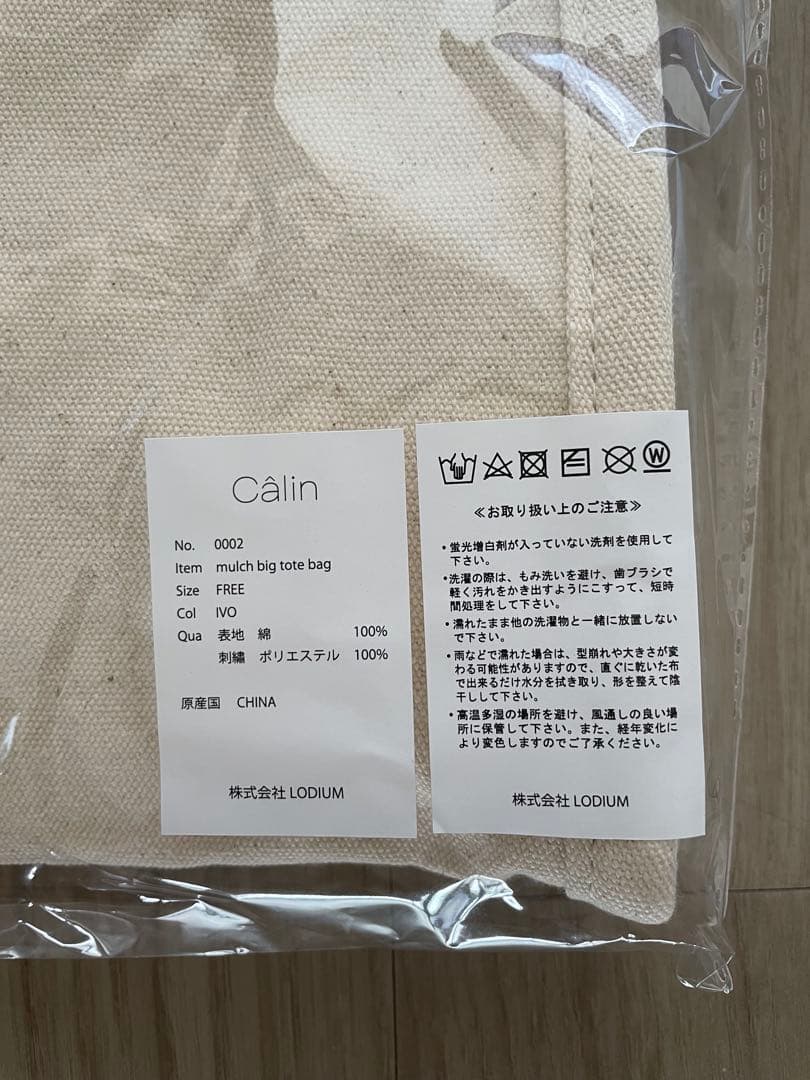 Câlin
No. 0002
Item mulch big tote bag
Size FREE
Col IVO
Qua 表地 綿 100%
刺繍 ポリエステル 100%
原産国 CHINA
株式会社 LODIUM
W
≪お取り扱い上のご注意≫
・蛍光増白剤が入っていない洗剤を使用して
下さい。
・洗濯の際は、もみ洗いを避け、歯ブラシで
軽く汚れをかき出すようにこすって、短時
間処理をして下さい。
・濡れたまま他の洗濯物と一緒に放置しない
で下さい。
・雨などで濡れた場合は、型崩れや大きさが変
わる可能性がありますので、直ぐに乾いた布
で出来るだけ水分を拭き取り、形を整えて陰
干しして下さい。
・高温多湿の場所を避け、風通しの良い場
所に保管して下さい。また、経年変化に
より変色しますのでご了承ください。
株式会社 LODIUM